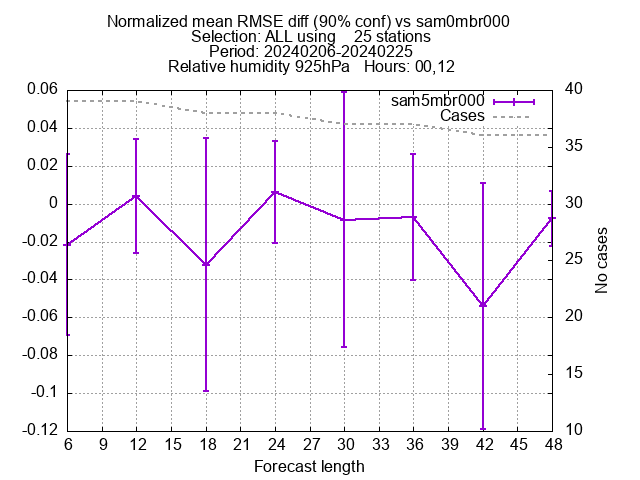 Normalized mean RMSE diff (90% conf) vs sam0mbr000
Selection: ALL using    25 stations
Period: 20240206-20240225
Relative humidity 925hPa   Hours: 00,12
sam5mbr000
Cases
0.06
0.04
0.02
0
-0.02
-0.04
-0.06
-0.08
-0.1
-0.12
40
35
30
25
20
15
10
No cases
6 9 12 15 18 21 24 27 30 33 36 39 42 45 48
Forecast length